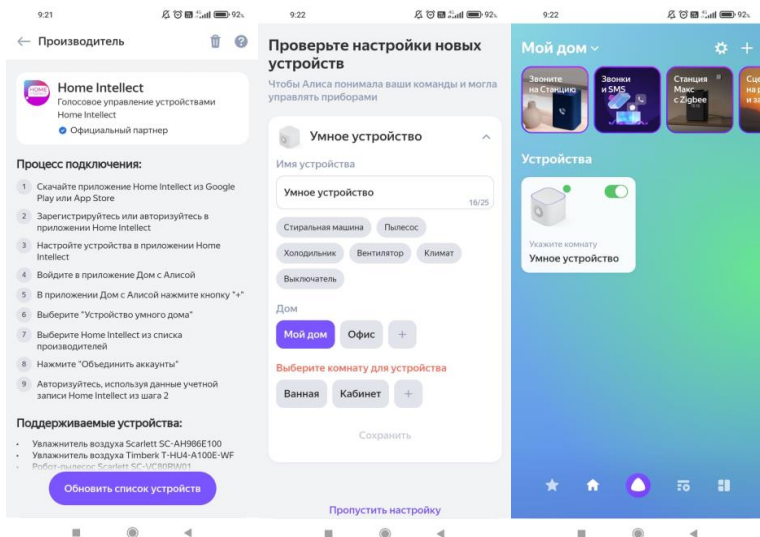 9:21
92%
Производитель
Home Intellect
Голосовое управление устройствами
Home Intellect
Официальный партнер
Процесс подключения:
1 Скачайте приложение Home Intellect из Google
Play или App Store
2 Зарегистрируйтесь или авторизуйтесь в
приложении Home Intellect
3 Настройте устройства в приложении Home
Intellect
4 Войдите в приложение Дом с Алисой
5 В приложении Дом с Алисой нажмите кнопку "+"
6 Выберите "Устройство умного дома"
7 Выберите Home Intellect из списка
производителей
8 Нажмите "Объединить аккаунты"
9 Авторизуйтесь, используя данные учетной
записи Home Intellect из шага 2
Поддерживаемые устройства:
Увлажнитель воздуха Scarlett SC-AH986E100
Увлажнитель воздуха Timberk T-HU4-A100E-WF
Робот-пылесос Scarlett SC-VC80RW01
Обновить список устройств
9:22
92%
Проверьте настройки новых
устройств
Чтобы Алиса понимала ваши команды и могла
управлять приборами
Умное устройство
Имя устройства
Умное устройство
16/25
Стиральная машина Пылесос
Холодильник Вентилятор Климат
Выключатель
Дом
Мой дом Офис +
Выберите комнату для устройства
Ванная Кабинет +
Сохранить
Пропустить настройку
9:22
92%
Мой дом
Звоните
на Станцию
Звонки
и SMS
Станция
Макс
с Zigbee
Устройства
Укажите комнату
Умное устройство